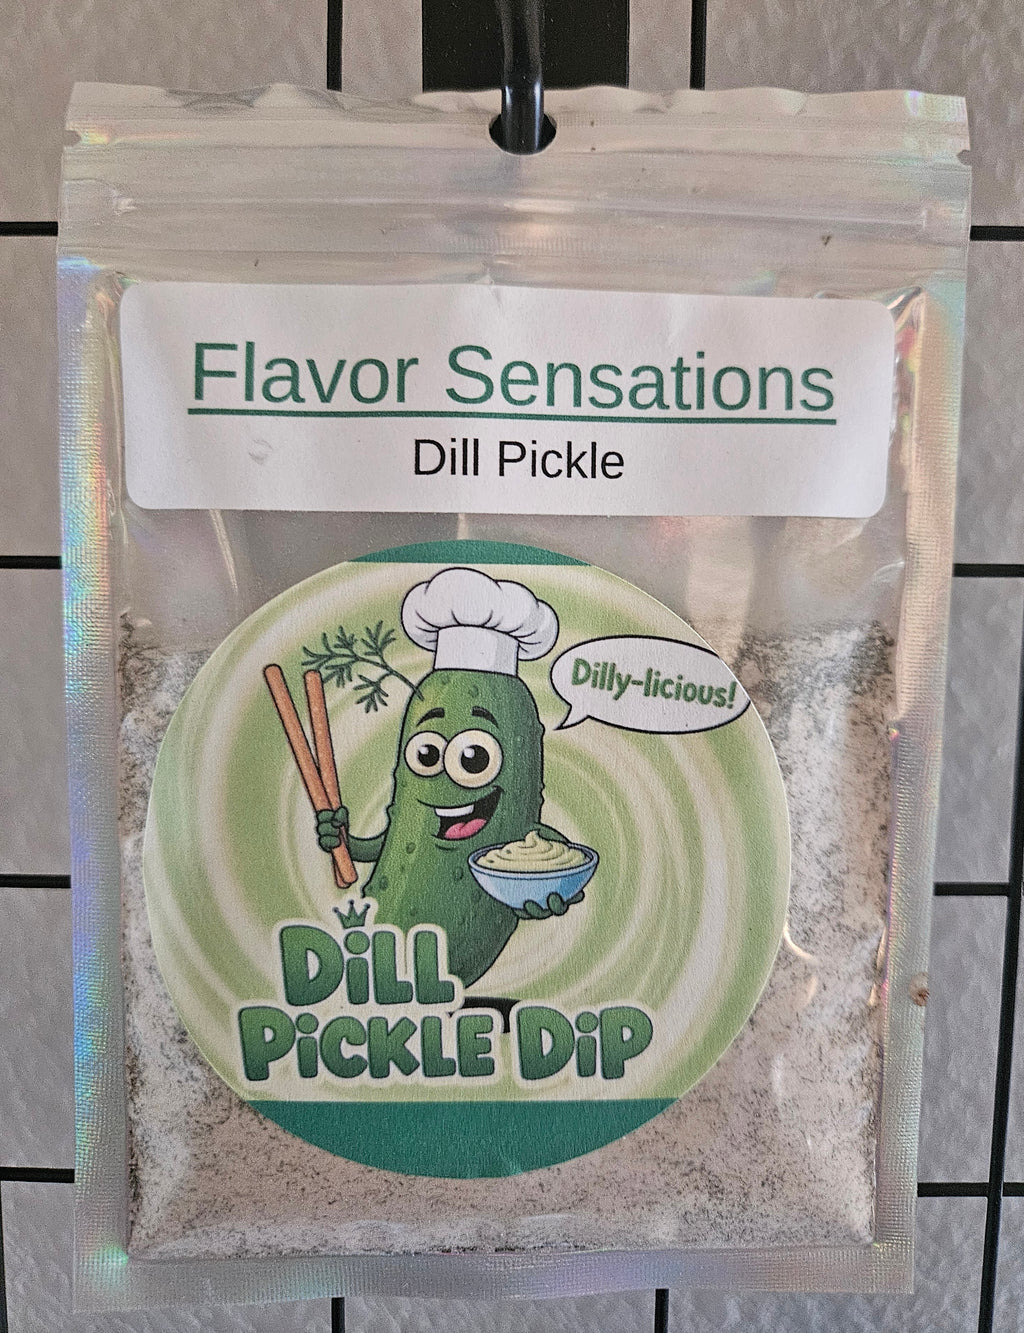 Flavor Sensations
Dill Pickle
Dilly-licious!
DiLL
PiCKLE DiP